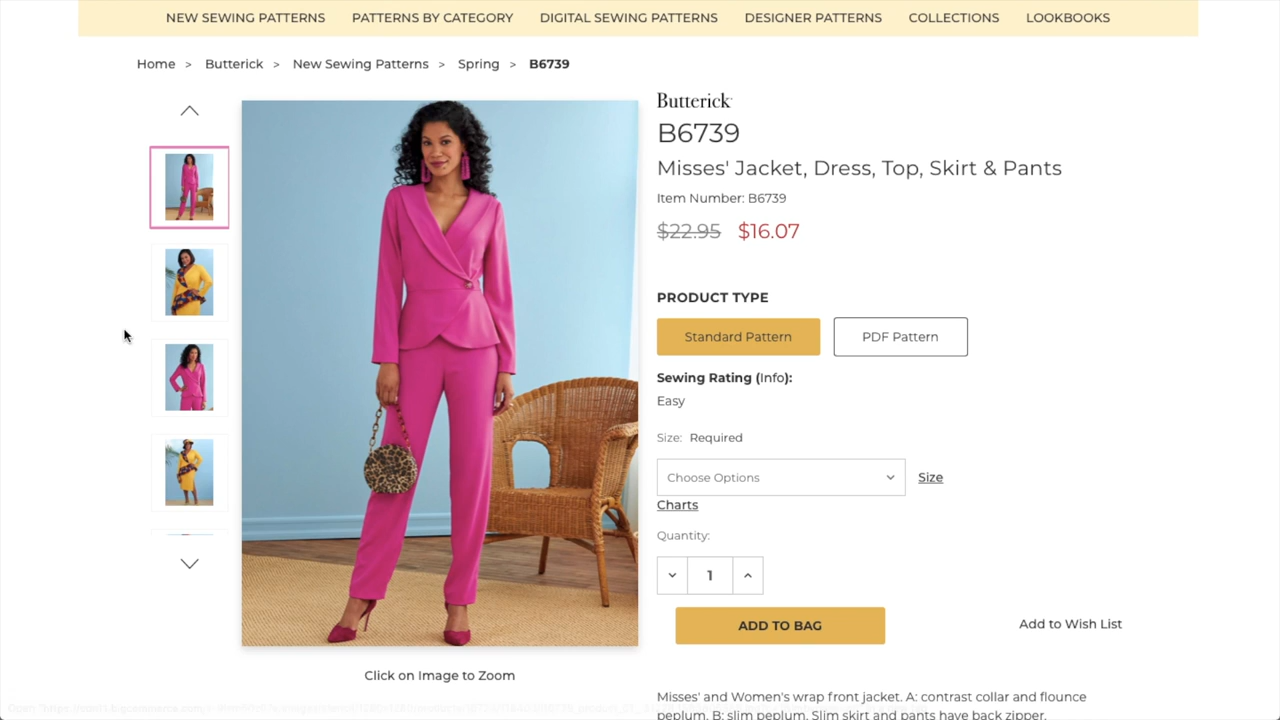 NEW SEWING PATTERNS PATTERNS BY CATEGORY DIGITAL SEWING PATTERNS DESIGNER PATTERNS COLLECTIONS LOOKBOOKS
Home > Butterick > New Sewing Patterns > Spring > B6739
Butterick
B6739
Misses' Jacket, Dress, Top, Skirt & Pants
Item Number: B6739
$22.95 $16.07
PRODUCT TYPE
Standard Pattern PDF Pattern
Sewing Rating (Info):
Easy
Size: Required
Choose Options Size
Charts
Quantity:
1
ADD TO BAG Add to Wish List
Click on Image to Zoom
Misses' and Women's wrap front jacket. A: contrast collar and flounce
peplum. B: slim peplum. Slim skirt and pants have back zipper.